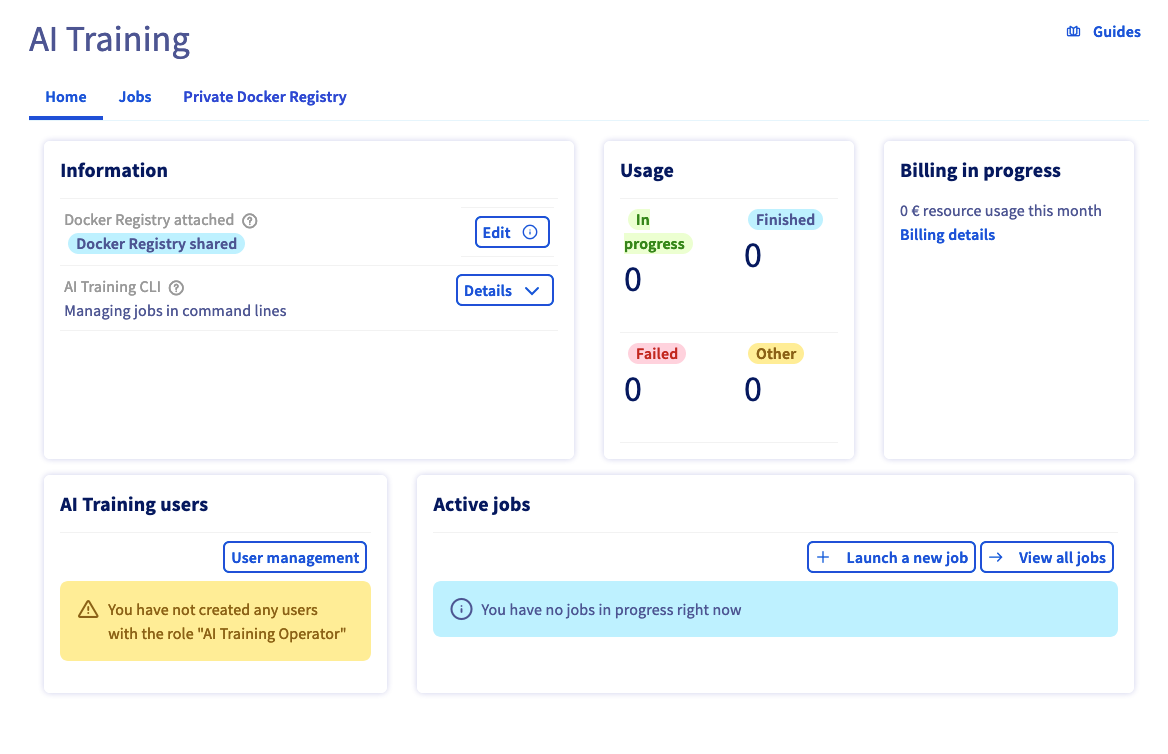 AI Training
Guides
Home
Jobs
Private Docker Registry
Information
Docker Registry attached
Docker Registry shared
Edit
AI Training CLI
Managing jobs in command lines
Details
Usage
In
progress
0
Finished
0
Failed
0
Other
0
Billing in progress
0 € resource usage this month
Billing details
AI Training users
User management
You have not created any users
with the role "AI Training Operator"
Active jobs
Launch a new job
View all jobs
You have no jobs in progress right now